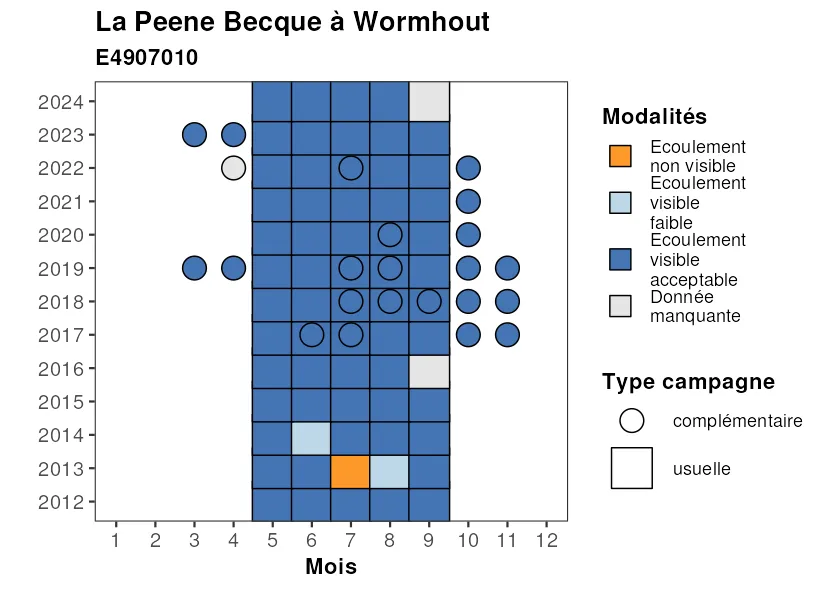 La Peene Becque à Wormhout
E4907010
2024
2023
2022
2021
2020
2019
2018
2017
2016
2015
2014
2013
2012
1 2 3 4 5 6 7 8 9 10 11 12
Mois
Modalités
Ecoulement
non visible
Ecoulement
visible
faible
Ecoulement
visible
acceptable
Donnée
manquante
Type campagne
complémentaire
usuelle